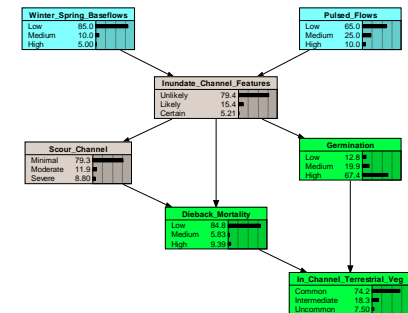 Winter_Spring_Baseflows
Low 85.0
Medium 10.0
High 5.00
Pulsed_Flows
Low 65.0
Medium 25.0
High 10.0
Inundate_Channel_Features
Unlikely 79.4
Likely 15.4
Certain 5.21
Scour_Channel
Minimal 79.3
Moderate 11.9
Severe 8.80
Germination
Low 12.8
Medium 19.9
High 67.4
Dieback_Mortality
Low 84.8
Medium 5.83
High 9.39
In_Channel_Terrestrial_Veg
Common 74.2
Intermediate 18.3
Uncommon 7.50